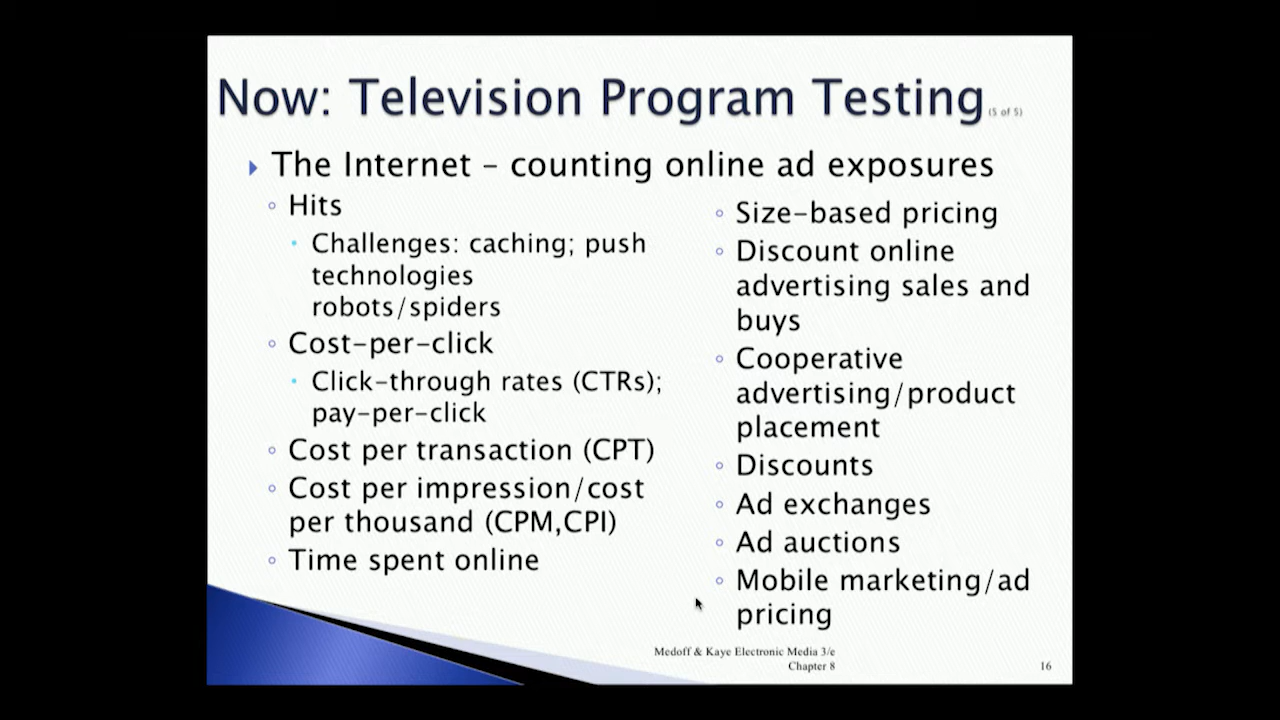 Now: Television Program Testing (5 of 5)
The Internet – counting online ad exposures
Hits
Challenges: caching; push
technologies
robots/spiders
Cost-per-click
Click-through rates (CTRs);
pay-per-click
Cost per transaction (CPT)
Cost per impression/cost
per thousand (CPM,CPI)
Time spent online
Size-based pricing
Discount online
advertising sales and
buys
Cooperative
advertising/product
placement
Discounts
Ad exchanges
Ad auctions
Mobile marketing/ad
pricing
Medoff & Kaye Electronic Media 3/e
Chapter 8
16